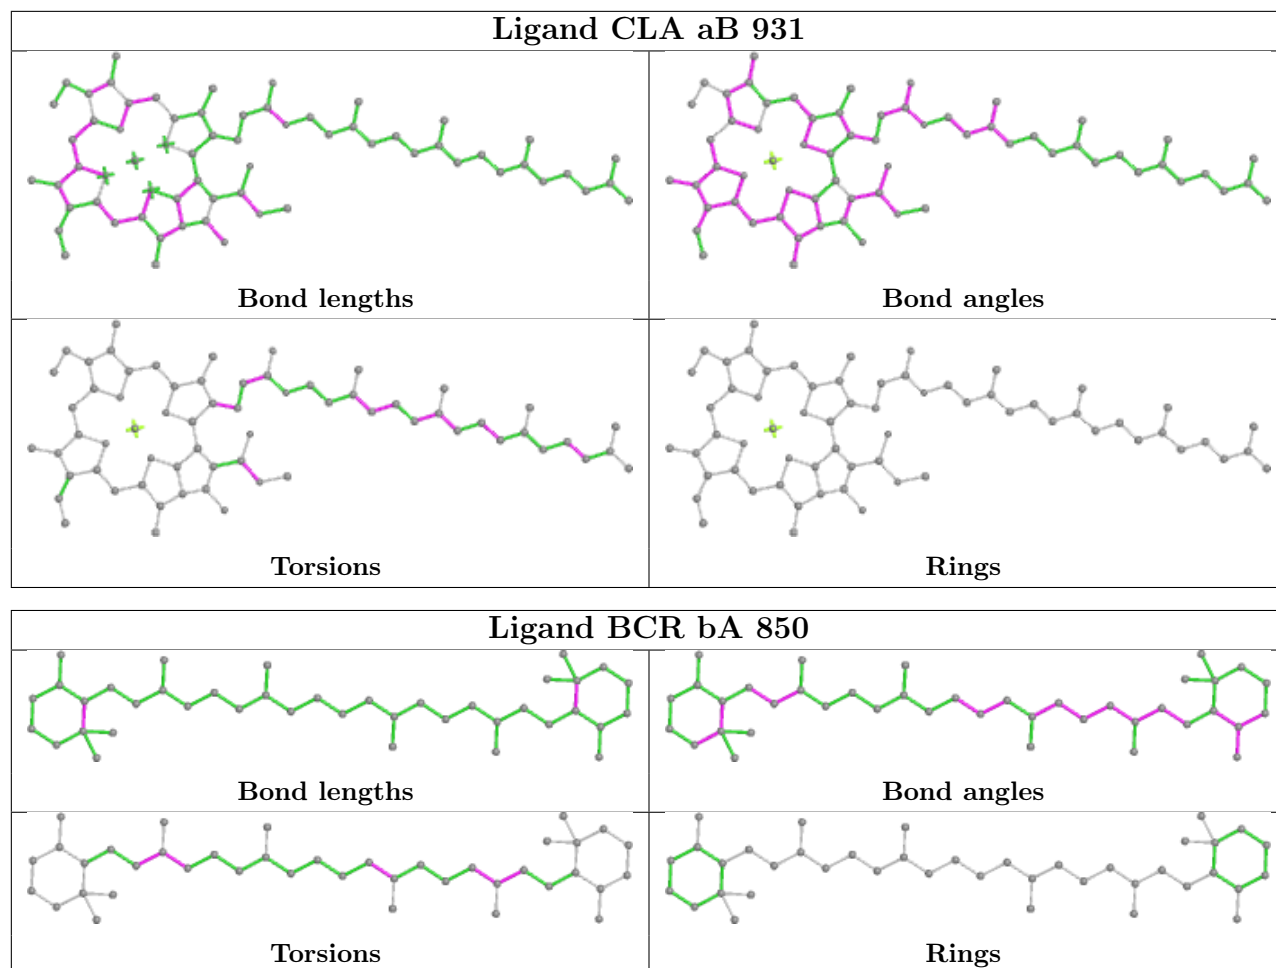 Ligand CLA aB 931
Bond lengths
Bond angles
Torsions
Rings
Ligand BCR bA 850
Bond lengths
Bond angles
Torsions
Rings